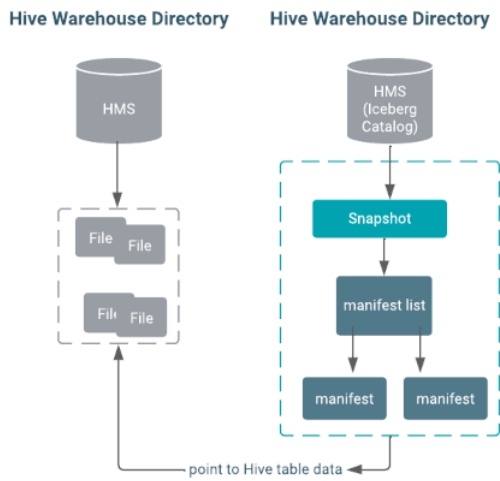 Hive Warehouse Directory
HMS
File
File
File
File
Hive Warehouse Directory
HMS
(Iceberg
Catalog)
Snapshot
manifest list
manifest
manifest
point to Hive table data